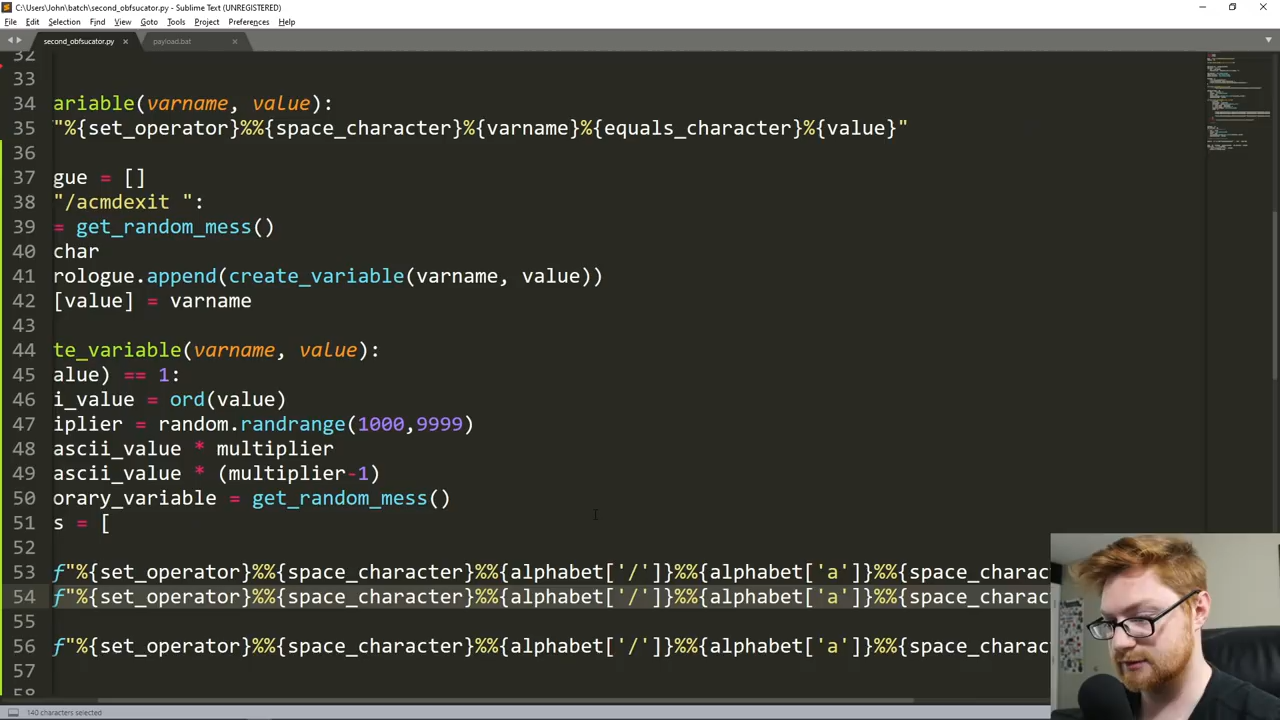 C:\Users\John\batch\second_obfsucator.py - Sublime Text (UNREGISTERED)
File Edit Selection Find View Goto Tools Project Preferences Help
second_obfsucator.py × payload.bat ×
32
33
34 ariable(varname, value):
35 "%{set_operator}%%{space_character}%{varname}%{equals_character}%{value}"
36
37 gue = []
38 "/acmdexit ":
39 = get_random_mess()
40 char
41 rologue.append(create_variable(varname, value))
42 [value] = varname
43
44 te_variable(varname, value):
45 alue) == 1:
46 i_value = ord(value)
47 iplier = random.randrange(1000,9999)
48 ascii_value * multiplier
49 ascii_value * (multiplier-1)
50 orary_variable = get_random_mess()
51 s = [
52
53 f"%{set_operator}%%{space_character}%%{alphabet['/']}%%{alphabet['a']}%%{space_charac
54 f"%{set_operator}%%{space_character}%%{alphabet['/']}%%{alphabet['a']}%%{space_charac
55
56 f"%{set_operator}%%{space_character}%%{alphabet['/']}%%{alphabet['a']}%%{space_charac
57
58
140 characters selected